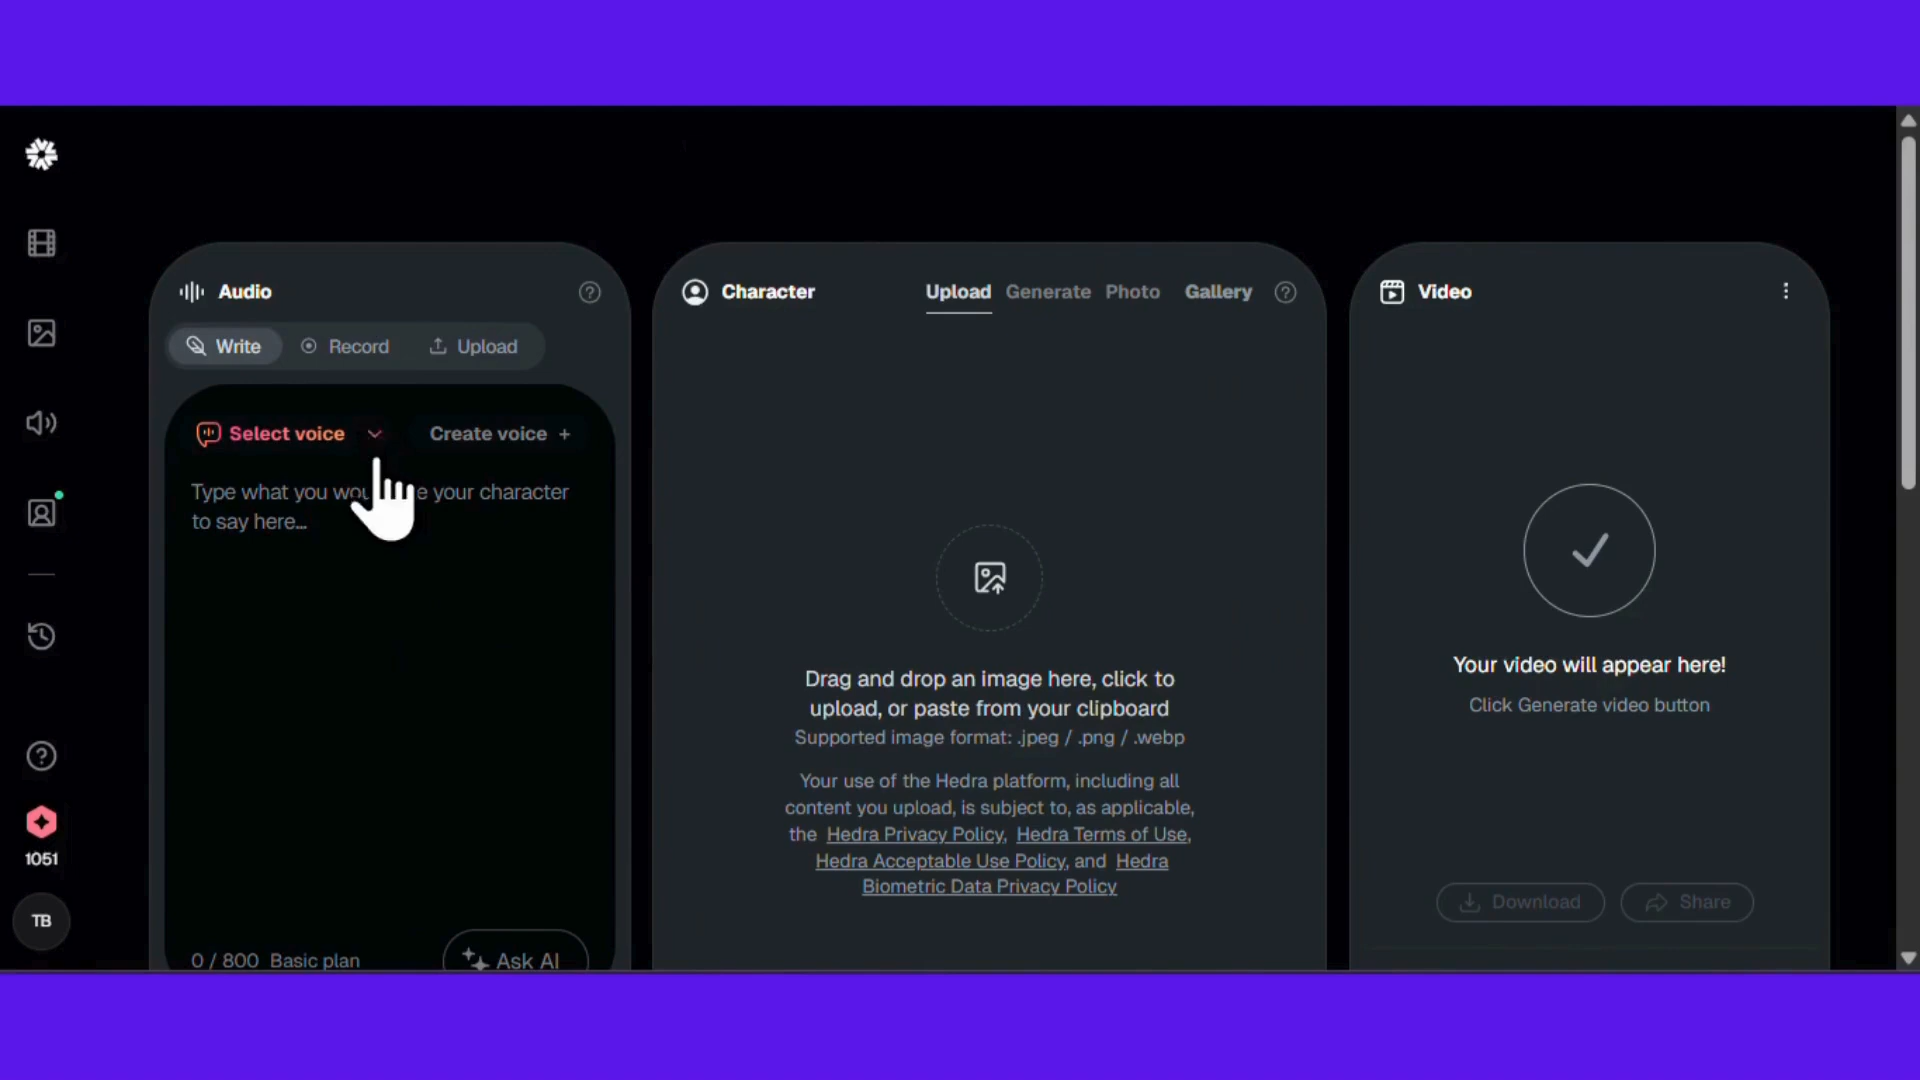 Audio
Write
Record
Upload
Select voice
Create voice +
Type what you wou e your character
to say here...
0 / 800 Basic plan
Ask AI
Character
Upload
Generate
Photo
Gallery
Drag and drop an image here, click to
upload, or paste from your clipboard
Supported image format: .jpeg / .png / .webp
Your use of the Hedra platform, including all
content you upload, is subject to, as applicable,
the Hedra Privacy Policy, Hedra Terms of Use,
Hedra Acceptable Use Policy, and Hedra
Biometric Data Privacy Policy
Video
Your video will appear here!
Click Generate video button
Download
Share
1051
TB